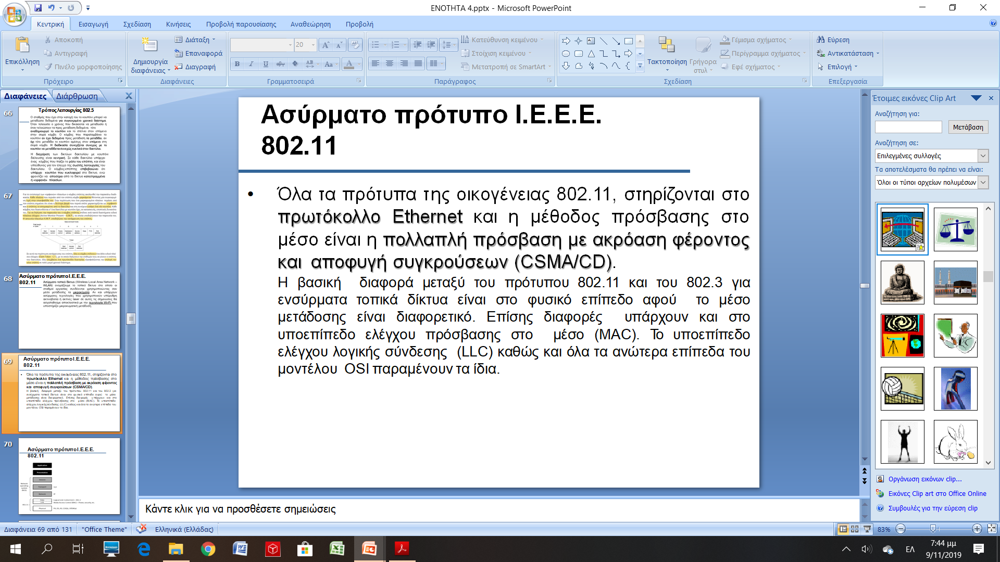 ΕΝΟΤΗΤΑ 4.pptx - Microsoft PowerPoint
Κεντρική Εισαγωγή Σχεδίαση Κινήσεις Προβολή παρουσίασης Αναθεώρηση Προβολή
Επικόλληση
Αποκοπή
Αντιγραφή
Πινέλο μορφοποίησης
Πρόχειρο
Δημιουργία
διαφάνειας
Διάταξη
Επαναφορά
Διαγραφή
Διαφάνειες
20
Γραμματοσειρά
Κατεύθυνση κειμένου
Στοίχιση κειμένου
Μετατροπή σε SmartArt
Παράγραφος
Τακτοποίηση
Γρήγορα
στυλ
Γέμισμα σχήματος
Περίγραμμα σχήματος
Εφέ σχήματος
Σχεδίαση
Εύρεση
Αντικατάσταση
Επιλογή
Επεξεργασία
Διαφάνειες Διάρθρωση
66
Τρόπος λειτουργίας 802.5
67
68
Ασύρματο πρότυπο Ι.Ε.Ε.Ε.
802.11
69
Ασύρματο πρότυπο Ι.Ε.Ε.Ε.
802.11
70
Ασύρματο πρότυπο Ι.Ε.Ε.Ε.
802.11
Ασύρματο πρότυπο Ι.Ε.Ε.Ε.
802.11
• Όλα τα πρότυπα της οικογένειας 802.11, στηρίζονται στο
πρωτόκολλο Ethernet και η μέθοδος πρόσβασης στο
μέσο είναι η πολλαπλή πρόσβαση με ακρόαση φέροντος
και αποφυγή συγκρούσεων (CSMA/CD).
Η βασική διαφορά μεταξύ του πρότυπου 802.11 και του 802.3 για
ενσύρματα τοπικά δίκτυα είναι στο φυσικό επίπεδο αφού το μέσο
μετάδοσης είναι διαφορετικό. Επίσης διαφορές υπάρχουν και στο
υποεπίπεδο ελέγχου πρόσβασης στο μέσο (MAC). Το υποεπίπεδο
ελέγχου λογικής σύνδεσης (LLC) καθώς και όλα τα ανώτερα επίπεδα του
μοντέλου OSI παραμένουν τα ίδια.
Κάντε κλικ για να προσθέσετε σημειώσεις
Έτοιμες εικόνες Clip Art
Αναζήτηση για:
Μετάβαση
Αναζήτηση σε:
Επιλεγμένες συλλογές
Τα αποτελέσματα θα πρέπει να είναι:
Όλοι οι τύποι αρχείων πολυμέσων
Οργάνωση εικόνων clip...
Εικόνες Clip art στο Office Online
Συμβουλές για την εύρεση clip
Διαφάνεια 69 από 131 "Office Theme" Ελληνικά (Ελλάδας) 83%
ΕΛ
7:44 μμ
9/11/2019